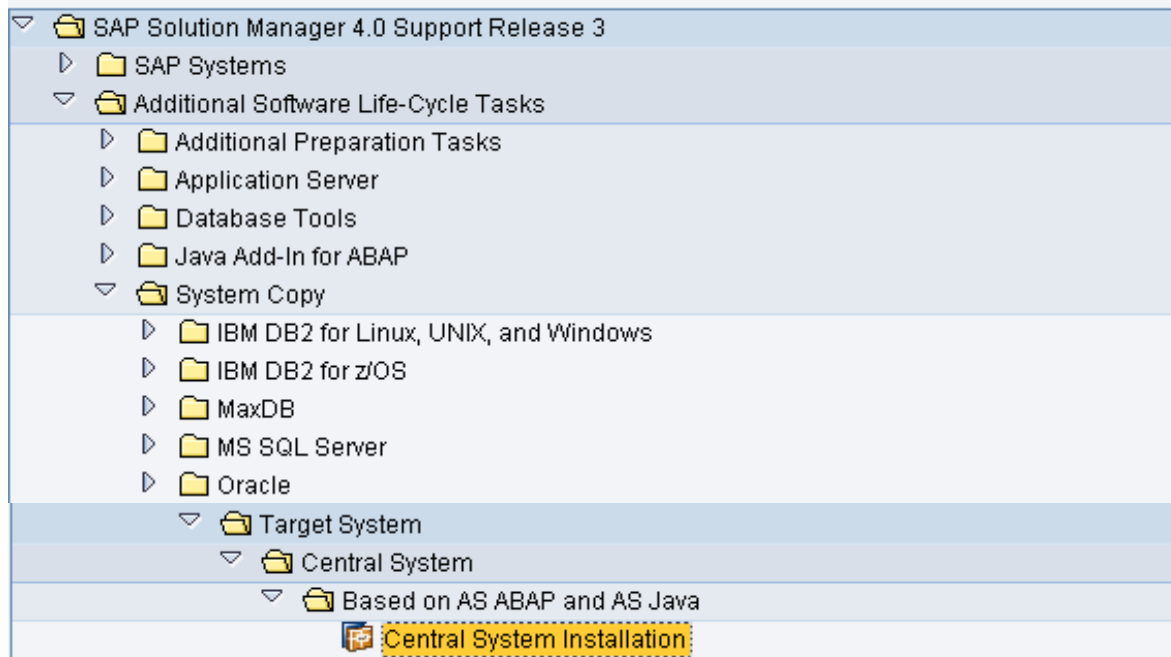 SAP Solution Manager 4.0 Support Release 3
SAP Systems
Additional Software Life-Cycle Tasks
Additional Preparation Tasks
Application Server
Database Tools
Java Add-In for ABAP
System Copy
IBM DB2 for Linux, UNIX, and Windows
IBM DB2 for z/OS
MaxDB
MS SQL Server
Oracle
Target System
Central System
Based on AS ABAP and AS Java
Central System Installation